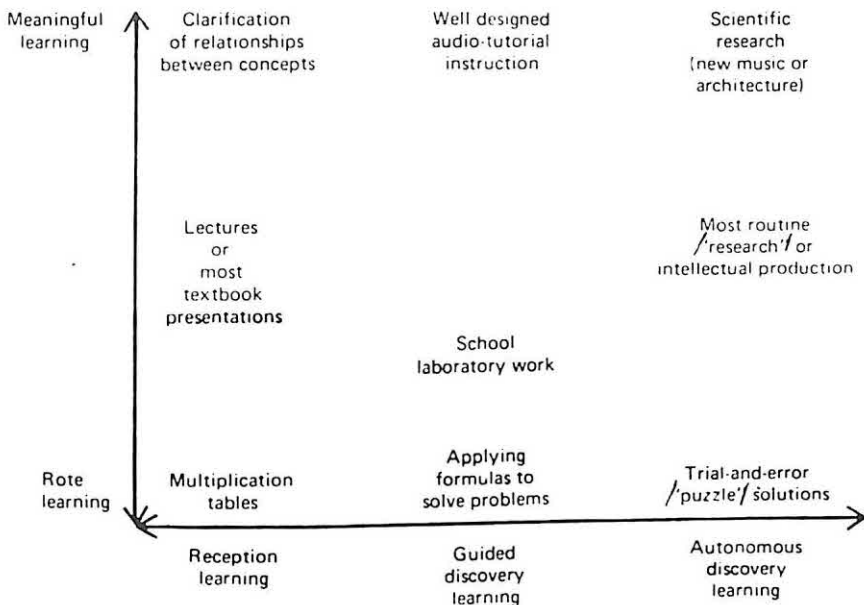 Meaningful
learning
Clarification
of relationships
between concepts
Well designed
audio-tutorial
instruction
Scientific
research
(new music or
architecture)
Lectures
or
most
textbook
presentations
Most routine
/'research'/ or
intellectual production
School
laboratory work
Rote
learning
Multiplication
tables
Applying
formulas to
solve problems
Trial-and-error
/'puzzle'/ solutions
Reception
learning
Guided
discovery
learning
Autonomous
discovery
learning